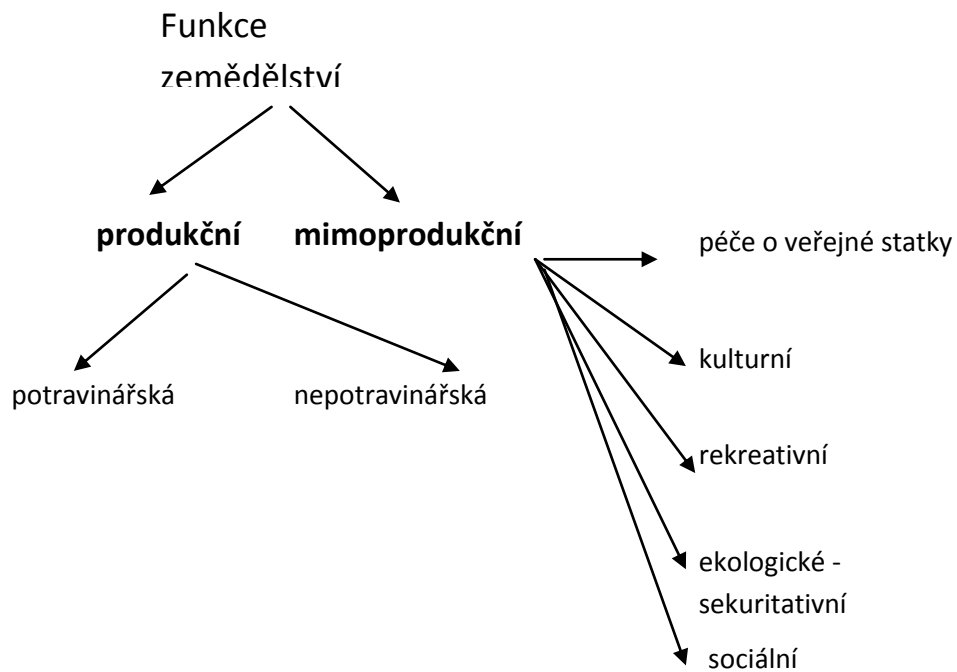 Funkce
zemědělství
produkční
mimoprodukční
péče o veřejné statky
kulturní
potravinářská
nepotravinářská
rekreativní
ekologické -
sekuritativní
sociální